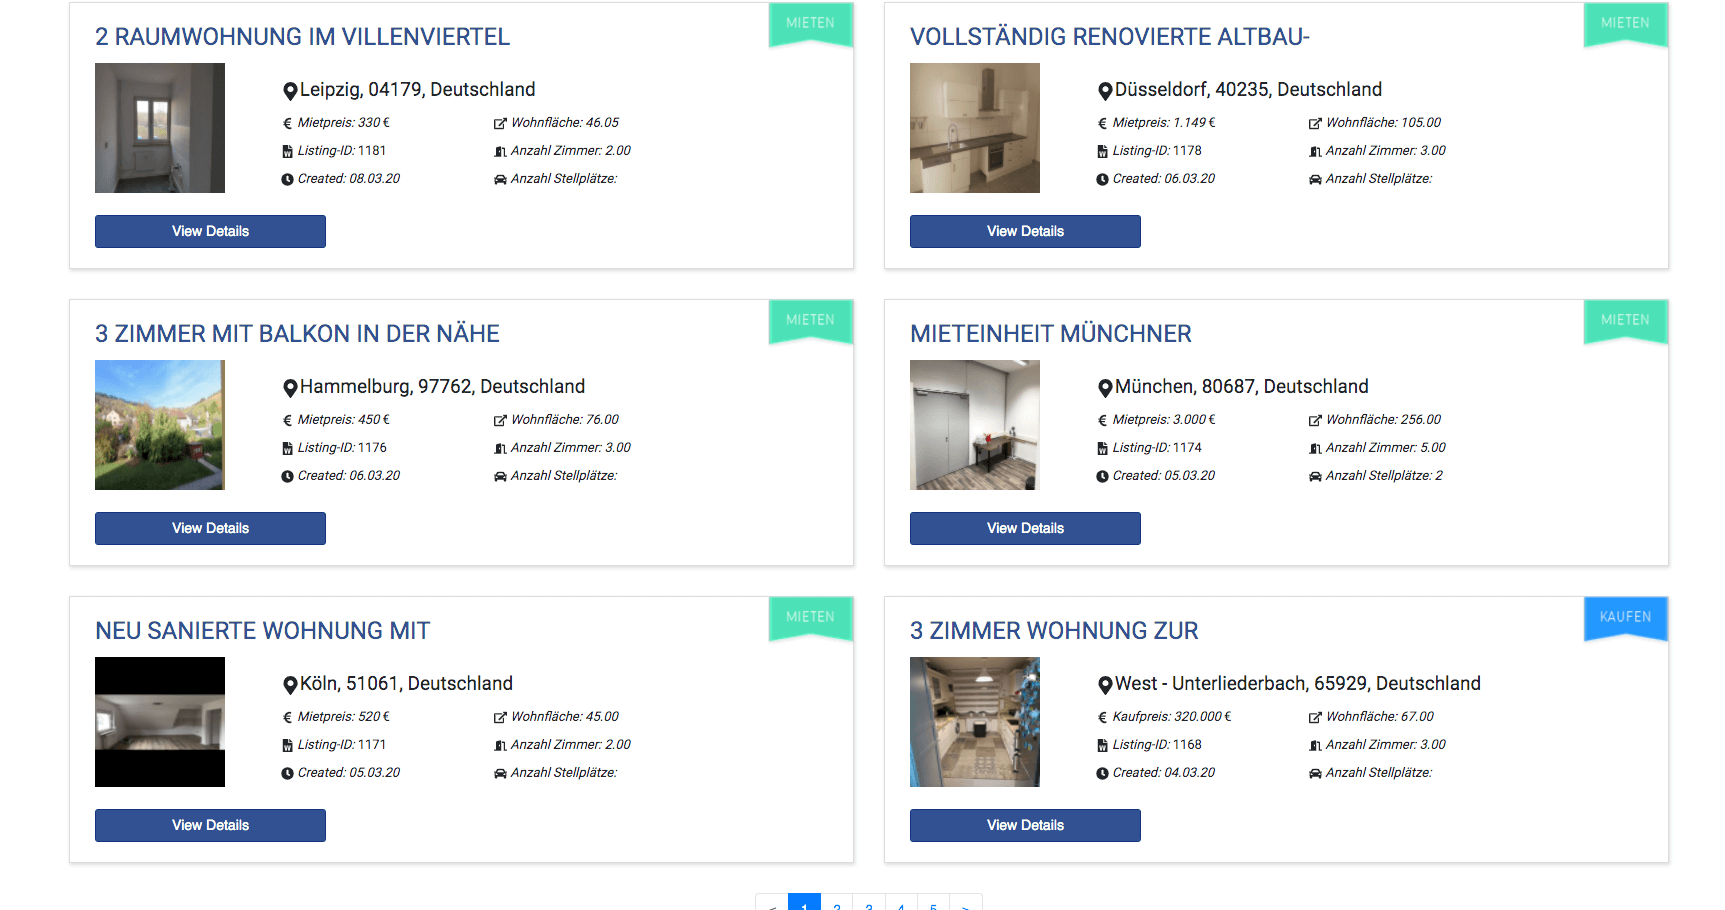 MIETEN
2 RAUMWOHNUNG IM VILLENVIERTEL
Leipzig, 04179, Deutschland
Mietpreis: 330 € Wohnfläche: 46.05
Listing-ID: 1181 Anzahl Zimmer: 2.00
Created: 08.03.20 Anzahl Stellplätze:
View Details
MIETEN
VOLLSTÄNDIG RENOVIERTE ALTBAU-
Düsseldorf, 40235, Deutschland
Mietpreis: 1.149 € Wohnfläche: 105.00
Listing-ID: 1178 Anzahl Zimmer: 3.00
Created: 06.03.20 Anzahl Stellplätze:
View Details
MIETEN
3 ZIMMER MIT BALKON IN DER NÄHE
Hammelburg, 97762, Deutschland
Mietpreis: 450 € Wohnfläche: 76.00
Listing-ID: 1176 Anzahl Zimmer: 3.00
Created: 06.03.20 Anzahl Stellplätze:
View Details
MIETEN
MIETEINHEIT MÜNCHNER
München, 80687, Deutschland
Mietpreis: 3.000 € Wohnfläche: 256.00
Listing-ID: 1174 Anzahl Zimmer: 5.00
Created: 05.03.20 Anzahl Stellplätze: 2
View Details
MIETEN
NEU SANIERTE WOHNUNG MIT
Köln, 51061, Deutschland
Mietpreis: 520 € Wohnfläche: 45.00
Listing-ID: 1171 Anzahl Zimmer: 2.00
Created: 05.03.20 Anzahl Stellplätze:
View Details
KAUFEN
3 ZIMMER WOHNUNG ZUR
West - Unterliederbach, 65929, Deutschland
Kaufpreis: 320.000 € Wohnfläche: 67.00
Listing-ID: 1168 Anzahl Zimmer: 3.00
Created: 04.03.20 Anzahl Stellplätze:
View Details
< 1 2 3 4 5 >